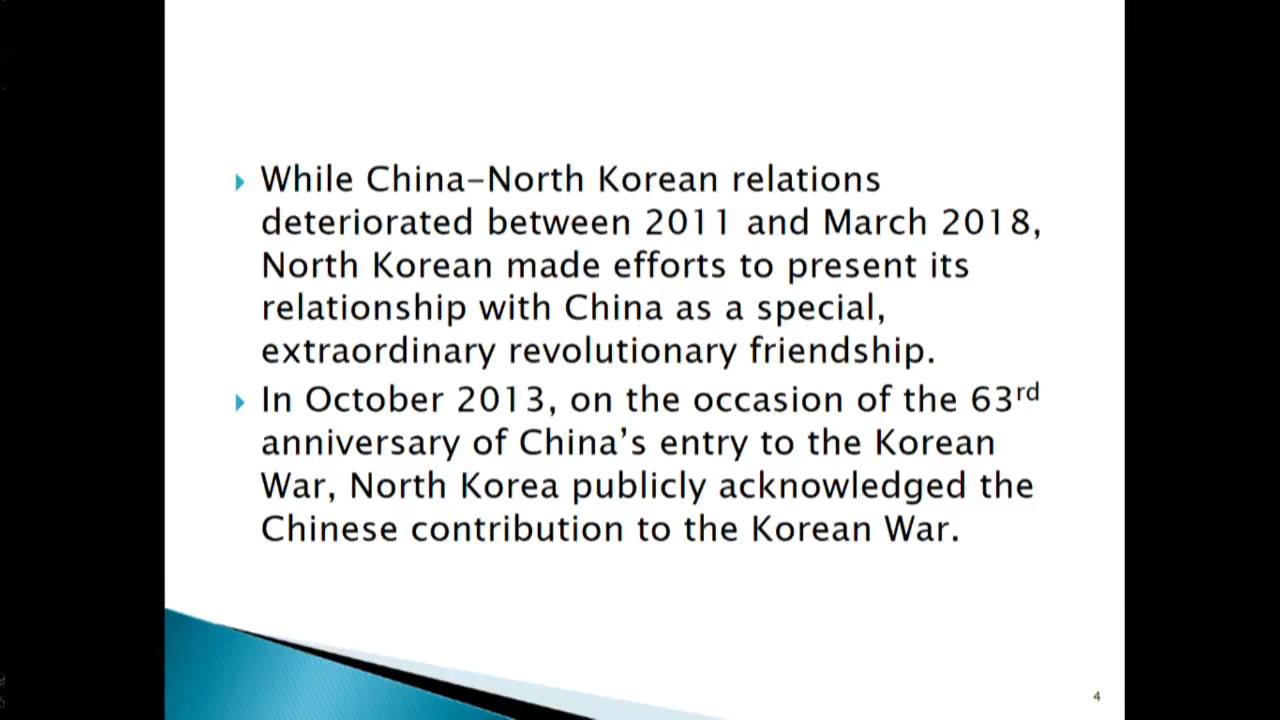 While China-North Korean relations
deteriorated between 2011 and March 2018,
North Korean made efforts to present its
relationship with China as a special,
extraordinary revolutionary friendship.
In October 2013, on the occasion of the 63rd
anniversary of China's entry to the Korean
War, North Korea publicly acknowledged the
Chinese contribution to the Korean War.
4